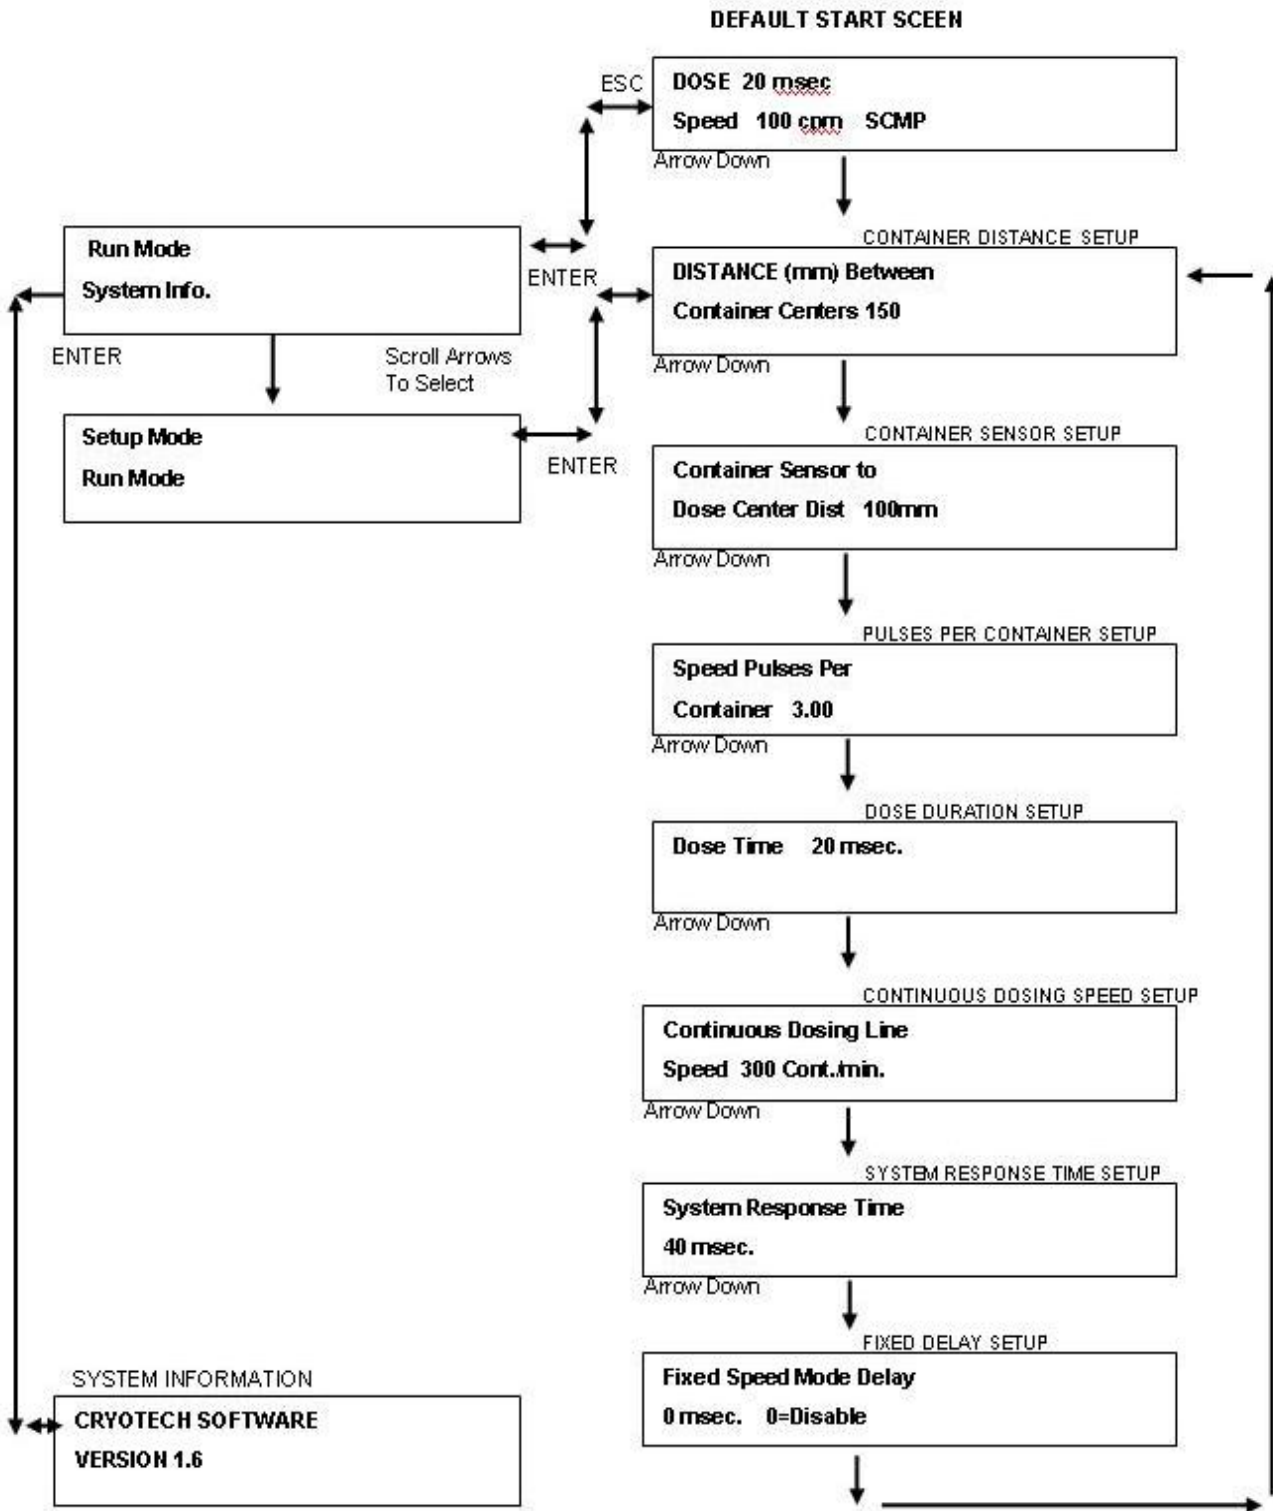 DEFAULT START SCEEN
ESC
DOSE 20 msec
Speed 100 cpm SCMP
Arrow Down
CONTAINER DISTANCE SETUP
Run Mode
System Info.
ENTER
DISTANCE (mm) Between
Container Centers 150
ENTER
Scroll Arrows
To Select
Arrow Down
Setup Mode
Run Mode
ENTER
CONTAINER SENSOR SETUP
Container Sensor to
Dose Center Dist 100mm
Arrow Down
PULSES PER CONTAINER SETUP
Speed Pulses Per
Container 3.00
Arrow Down
DOSE DURATION SETUP
Dose Time 20 msec.
Arrow Down
CONTINUOUS DOSING SPEED SETUP
Continuous Dosing Line
Speed 300 Cont./min.
Arrow Down
SYSTEM RESPONSE TIME SETUP
System Response Time
40 msec.
Arrow Down
FIXED DELAY SETUP
Fixed Speed Mode Delay
0 msec. 0=Disable
SYSTEM INFORMATION
CRYOTECH SOFTWARE
VERSION 1.6